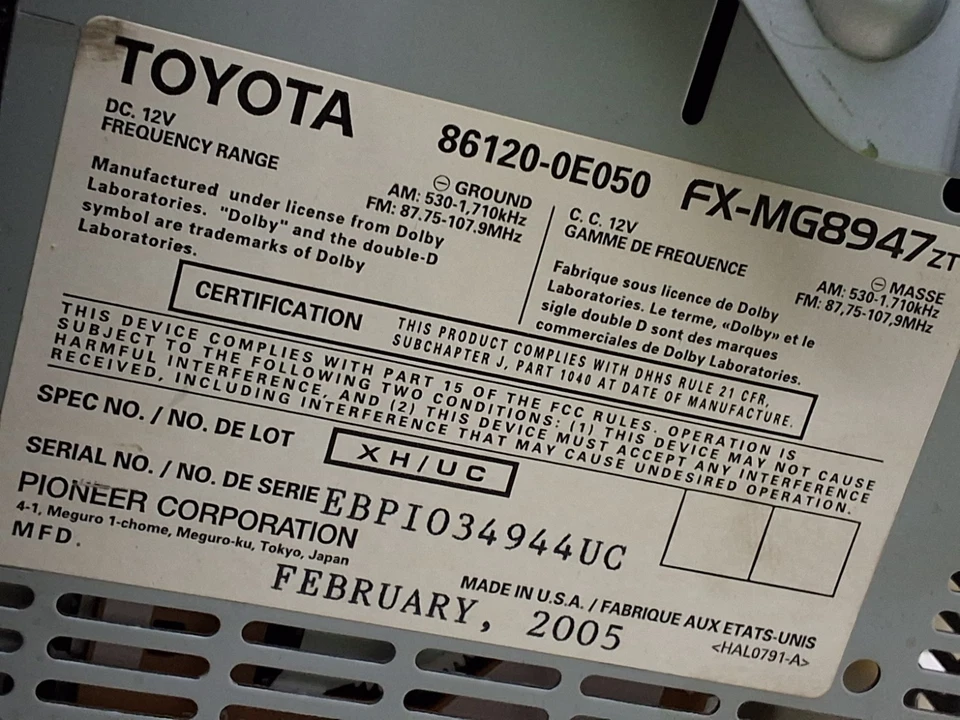 TOYOTA 86120-0E050 FX-MG8947ZT
DC. 12V
⊖ GROUND
FREQUENCY RANGE
AM: 530-1,710kHz
FM: 87.75-107.9MHz
Manufactured under license from Dolby
Laboratories. "Dolby" and the double-D
symbol are trademarks of Dolby
Laboratories.
C. C. 12V
⊖ MASSE
GAMME DE FREQUENCE
AM: 530-1.710kHz
FM: 87,75-107,9MHz
Fabrique sous licence de Dolby
Laboratories. Le terme, «Dolby» et le
sigle double D sont des marques
commerciales de Dolby Laboratories.
CERTIFICATION
THIS PRODUCT COMPLIES WITH DHHS RULE 21 CFR,
SUBCHAPTER J, PART 1040 AT DATE OF MANUFACTURE.
THIS DEVICE COMPLIES WITH PART 15 OF THE FCC RULES. OPERATION IS
SUBJECT TO THE FOLLOWING TWO CONDITIONS: (1) THIS DEVICE MAY NOT CAUSE
HARMFUL INTERFERENCE, AND (2) THIS DEVICE MUST ACCEPT ANY INTERFERENCE
RECEIVED, INCLUDING INTERFERENCE THAT MAY CAUSE UNDESIRED OPERATION.
SPEC NO. / NO. DE LOT XH/UC
SERIAL NO. / NO. DE SERIE EBPI034944UC
PIONEER CORPORATION
4-1, Meguro 1-chome, Meguro-ku, Tokyo, Japan
MFD. FEBRUARY, 2005
MADE IN U.S.A. / FABRIQUE AUX ETATS-UNIS
<HAL0791-A>